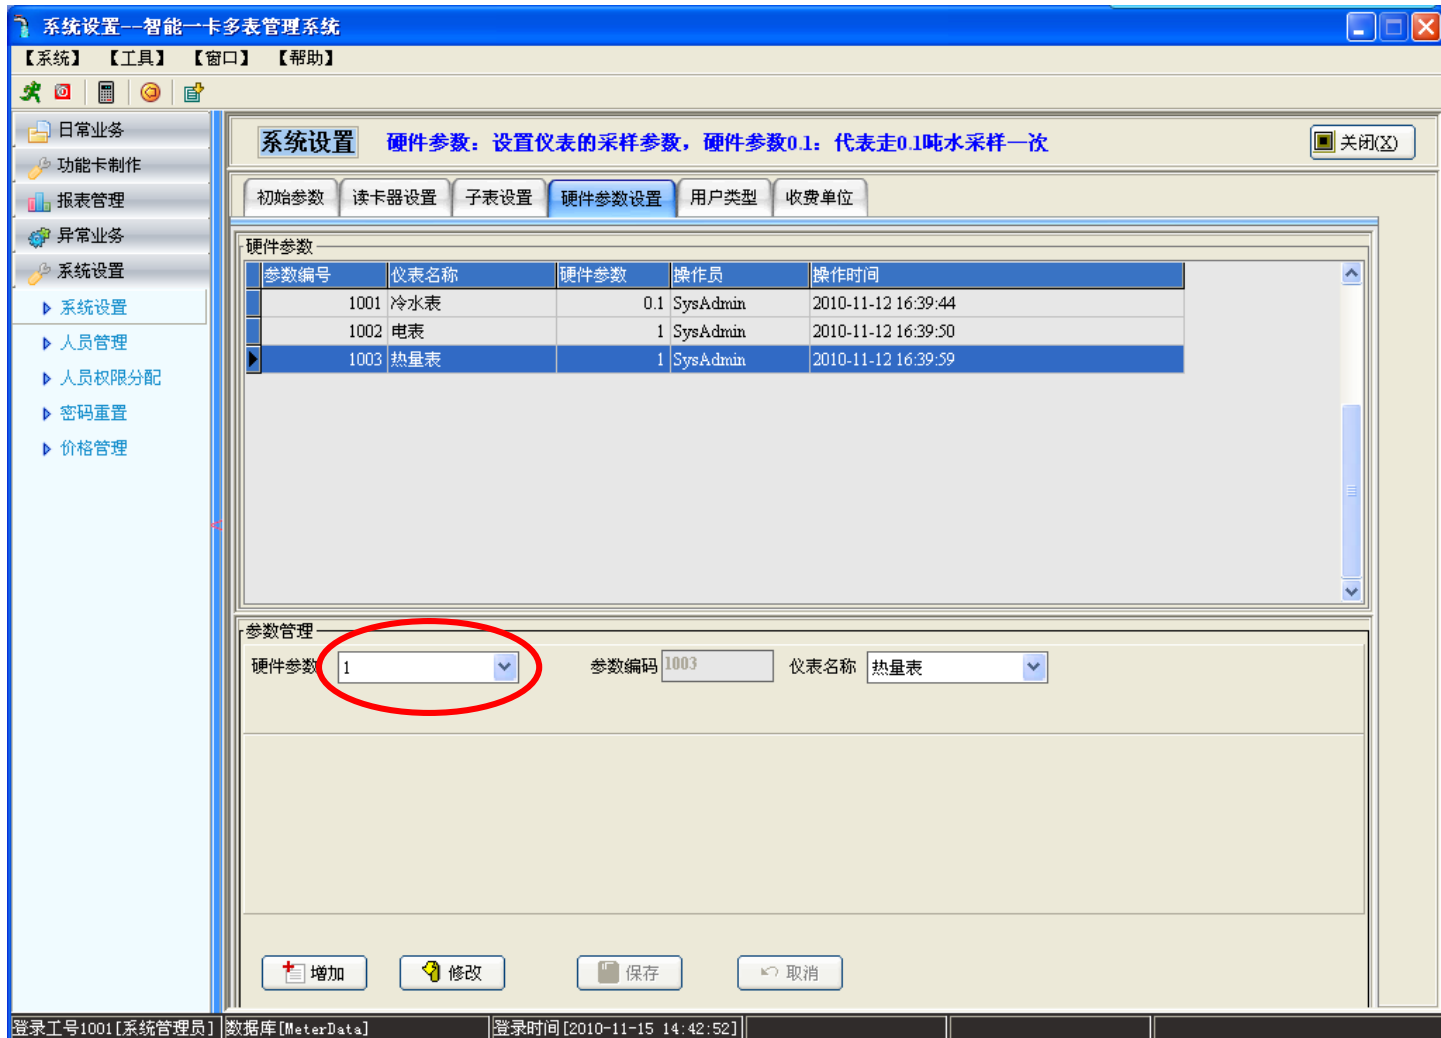 系统设置--智能一卡多表管理系统
【系统】 【工具】 【窗口】 【帮助】
日常业务
功能卡制作
报表管理
异常业务
系统设置
系统设置
人员管理
人员权限分配
密码重置
价格管理
系统设置 硬件参数：设置仪表的采样参数，硬件参数0.1：代表走0.1吨水采样一次 关闭(X)
初始参数 读卡器设置 子表设置 硬件参数设置 用户类型 收费单位
硬件参数
参数编号 仪表名称 硬件参数 操作员 操作时间
1001 冷水表 0.1 SysAdmin 2010-11-12 16:39:44
1002 电表 1 SysAdmin 2010-11-12 16:39:50
1003 热量表 1 SysAdmin 2010-11-12 16:39:59
参数管理
硬件参数 1 参数编码 1003 仪表名称 热量表
增加 修改 保存 取消
登录工号1001[系统管理员] 数据库[MeterData] 登录时间[2010-11-15 14:42:52]